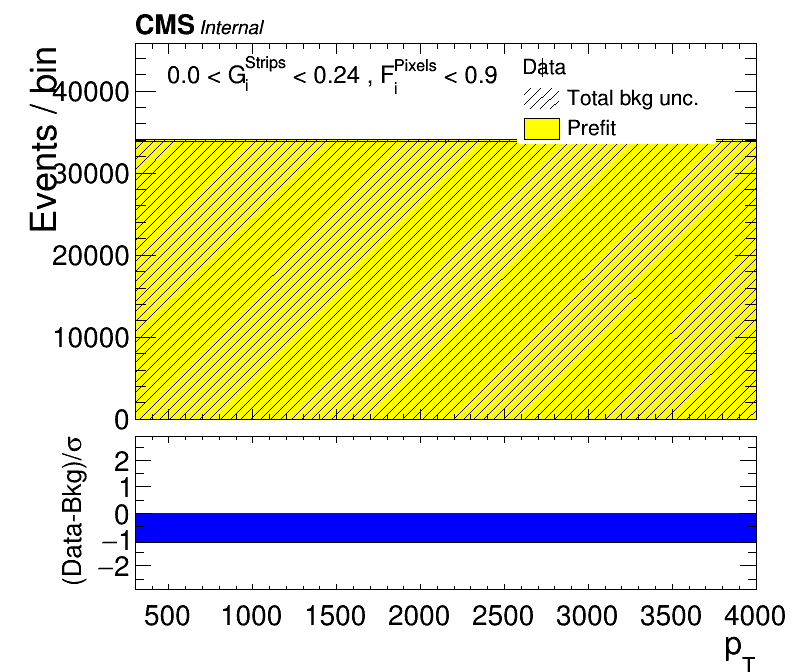 CMS Internal
0.0 < G_i^Strips < 0.24 , F_i^Pixels < 0.9
Data
Total bkg unc.
Prefit
Events / bin
40000
30000
20000
10000
0
(Data-Bkg)/σ
2
1
0
−1
−2
500 1000 1500 2000 2500 3000 3500 4000
p_T